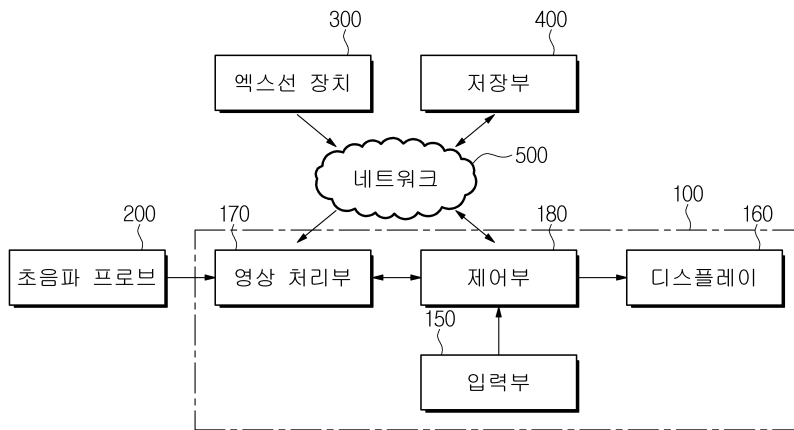 300
400
엑스선 장치
저장부
500
네트워크
100
200
170
180
160
초음파 프로브
영상 처리부
제어부
디스플레이
150
입력부